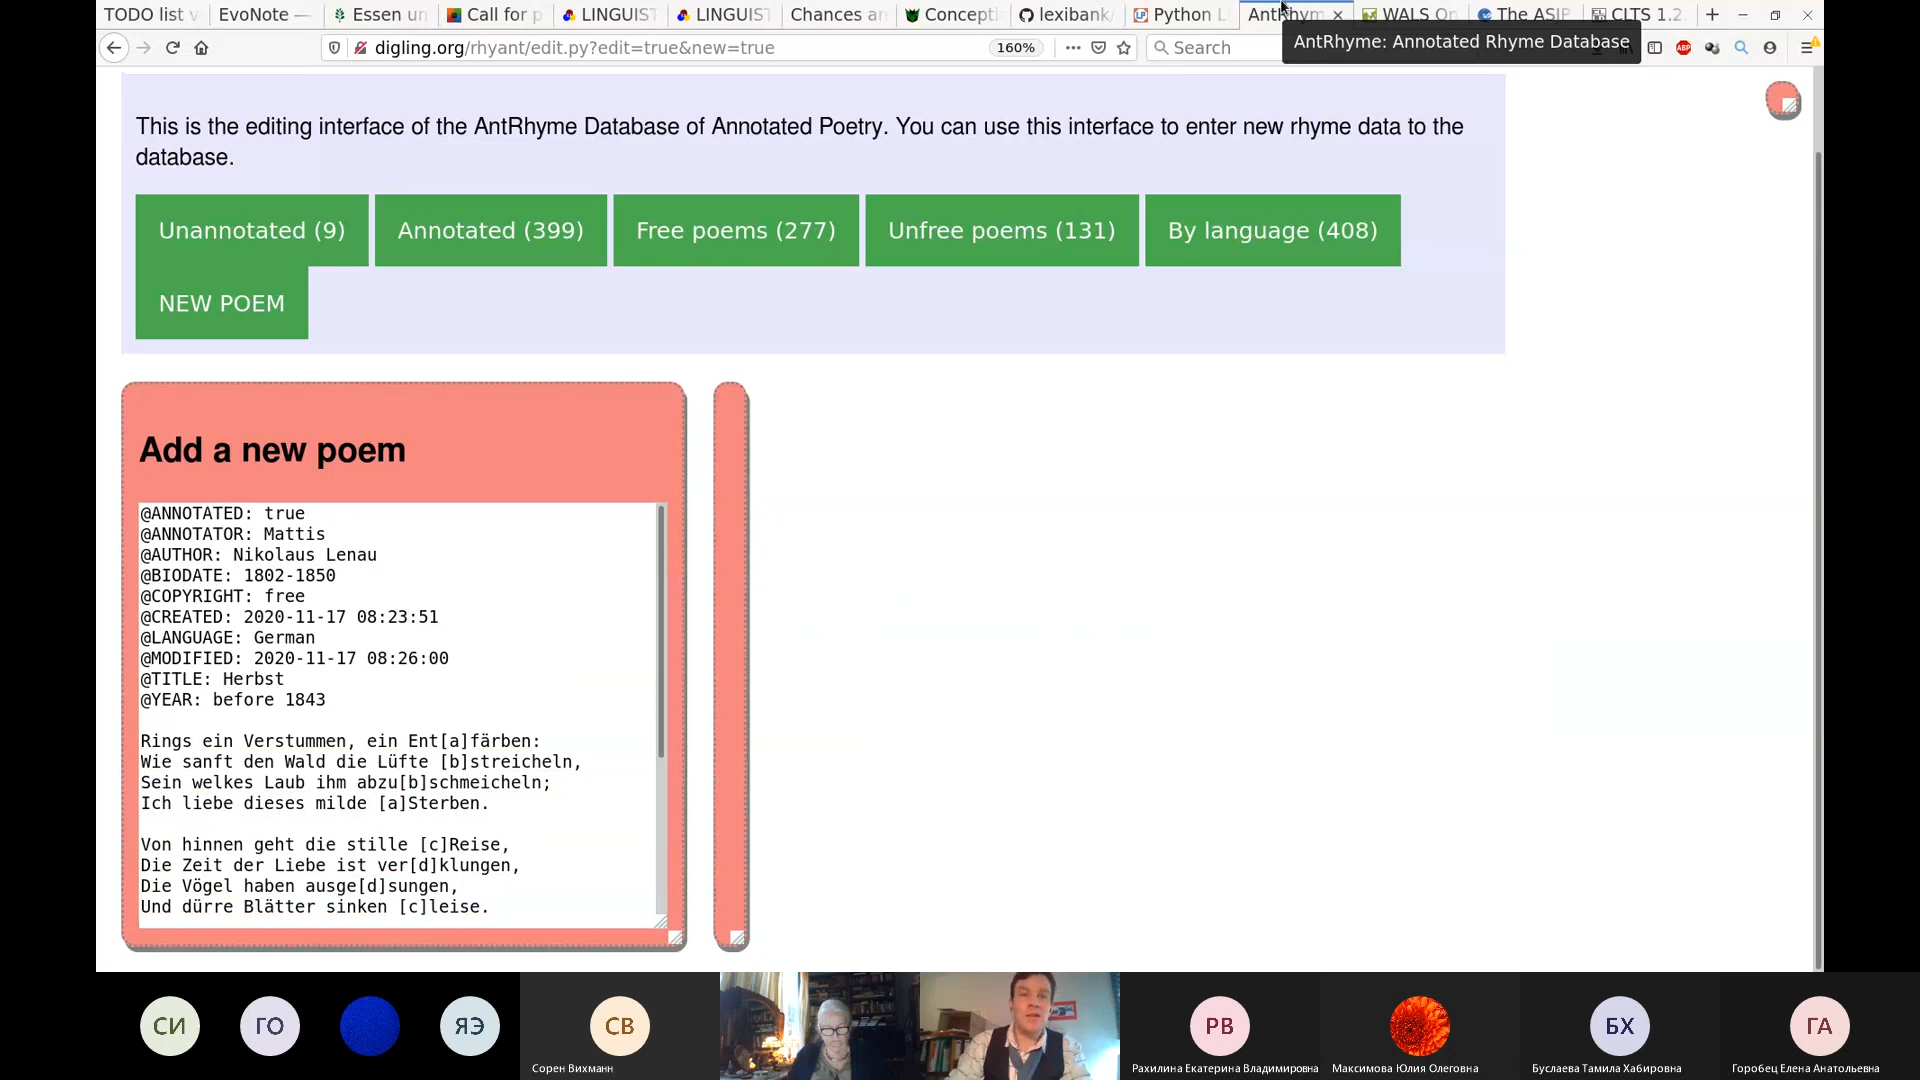 TODO list v
EvoNote —
Essen un
Call for p
LINGUIST
LINGUIST
Chances an
Concepti
lexibank/
Python L
AntRhym
WALS On
The ASJP
CLTS 1.2
digling.org/rhyant/edit.py?edit=true&new=true
160%
Search
AntRhyme: Annotated Rhyme Database
ABP
This is the editing interface of the AntRhyme Database of Annotated Poetry. You can use this interface to enter new rhyme data to the
database.
Unannotated (9)
Annotated (399)
Free poems (277)
Unfree poems (131)
By language (408)
NEW POEM
Add a new poem
@ANNOTATED: true
@ANNOTATOR: Mattis
@AUTHOR: Nikolaus Lenau
@BIODATE: 1802-1850
@COPYRIGHT: free
@CREATED: 2020-11-17 08:23:51
@LANGUAGE: German
@MODIFIED: 2020-11-17 08:26:00
@TITLE: Herbst
@YEAR: before 1843
Rings ein Verstummen, ein Ent[a]färben:
Wie sanft den Wald die Lüfte [b]streicheln,
Sein welkes Laub ihm abzu[b]schmeicheln;
Ich liebe dieses milde [a]Sterben.
Von hinnen geht die stille [c]Reise,
Die Zeit der Liebe ist ver[d]klungen,
Die Vögel haben ausge[d]sungen,
Und dürre Blätter sinken [c]leise.
СИ
ГО
ЯЭ
СВ
РВ
БХ
ГА
Сорен Вихманн
Рахилина Екатерина Владимировна
Максимова Юлия Олеговна
Буслаева Тамила Хабировна
Горобец Елена Анатольевна